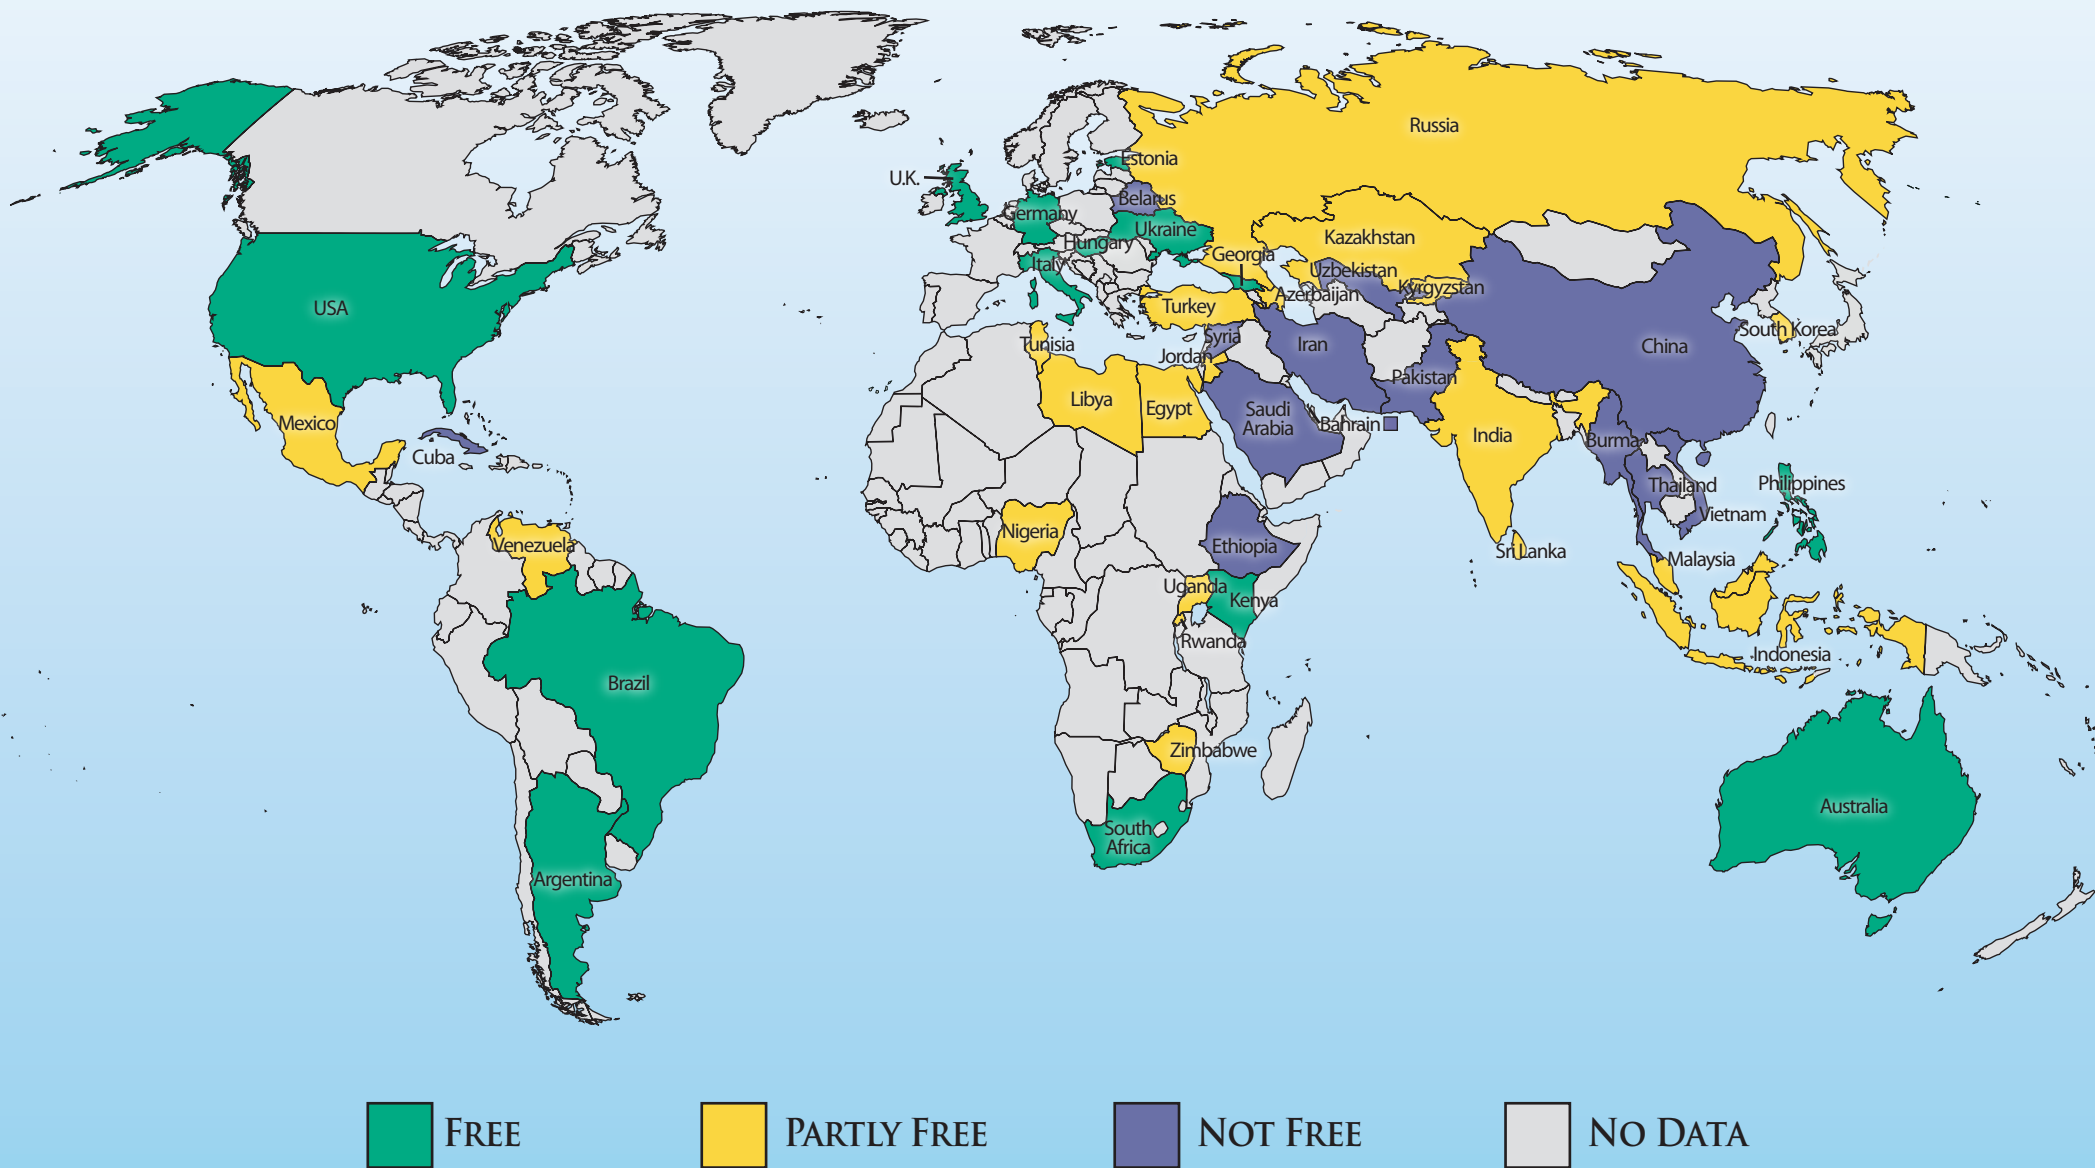 Russia
Estonia
U.K.
Belarus
Germany
Ukraine
Hungary
Kazakhstan
Georgia
Italy
Uzbekistan
Kyrgyzstan
Azerbaijan
USA
Turkey
South Korea
Syria
Tunisia
Iran
China
Jordan
Pakistan
Libya
Egypt
Saudi
Arabia
Bahrain
Mexico
India
Burma
Cuba
Thailand
Philippines
Vietnam
Nigeria
Venezuela
Ethiopia
Sri Lanka
Malaysia
Uganda
Kenya
Rwanda
Indonesia
Brazil
Zimbabwe
Australia
South
Africa
Argentina
FREE
PARTLY FREE
NOT FREE
NO DATA